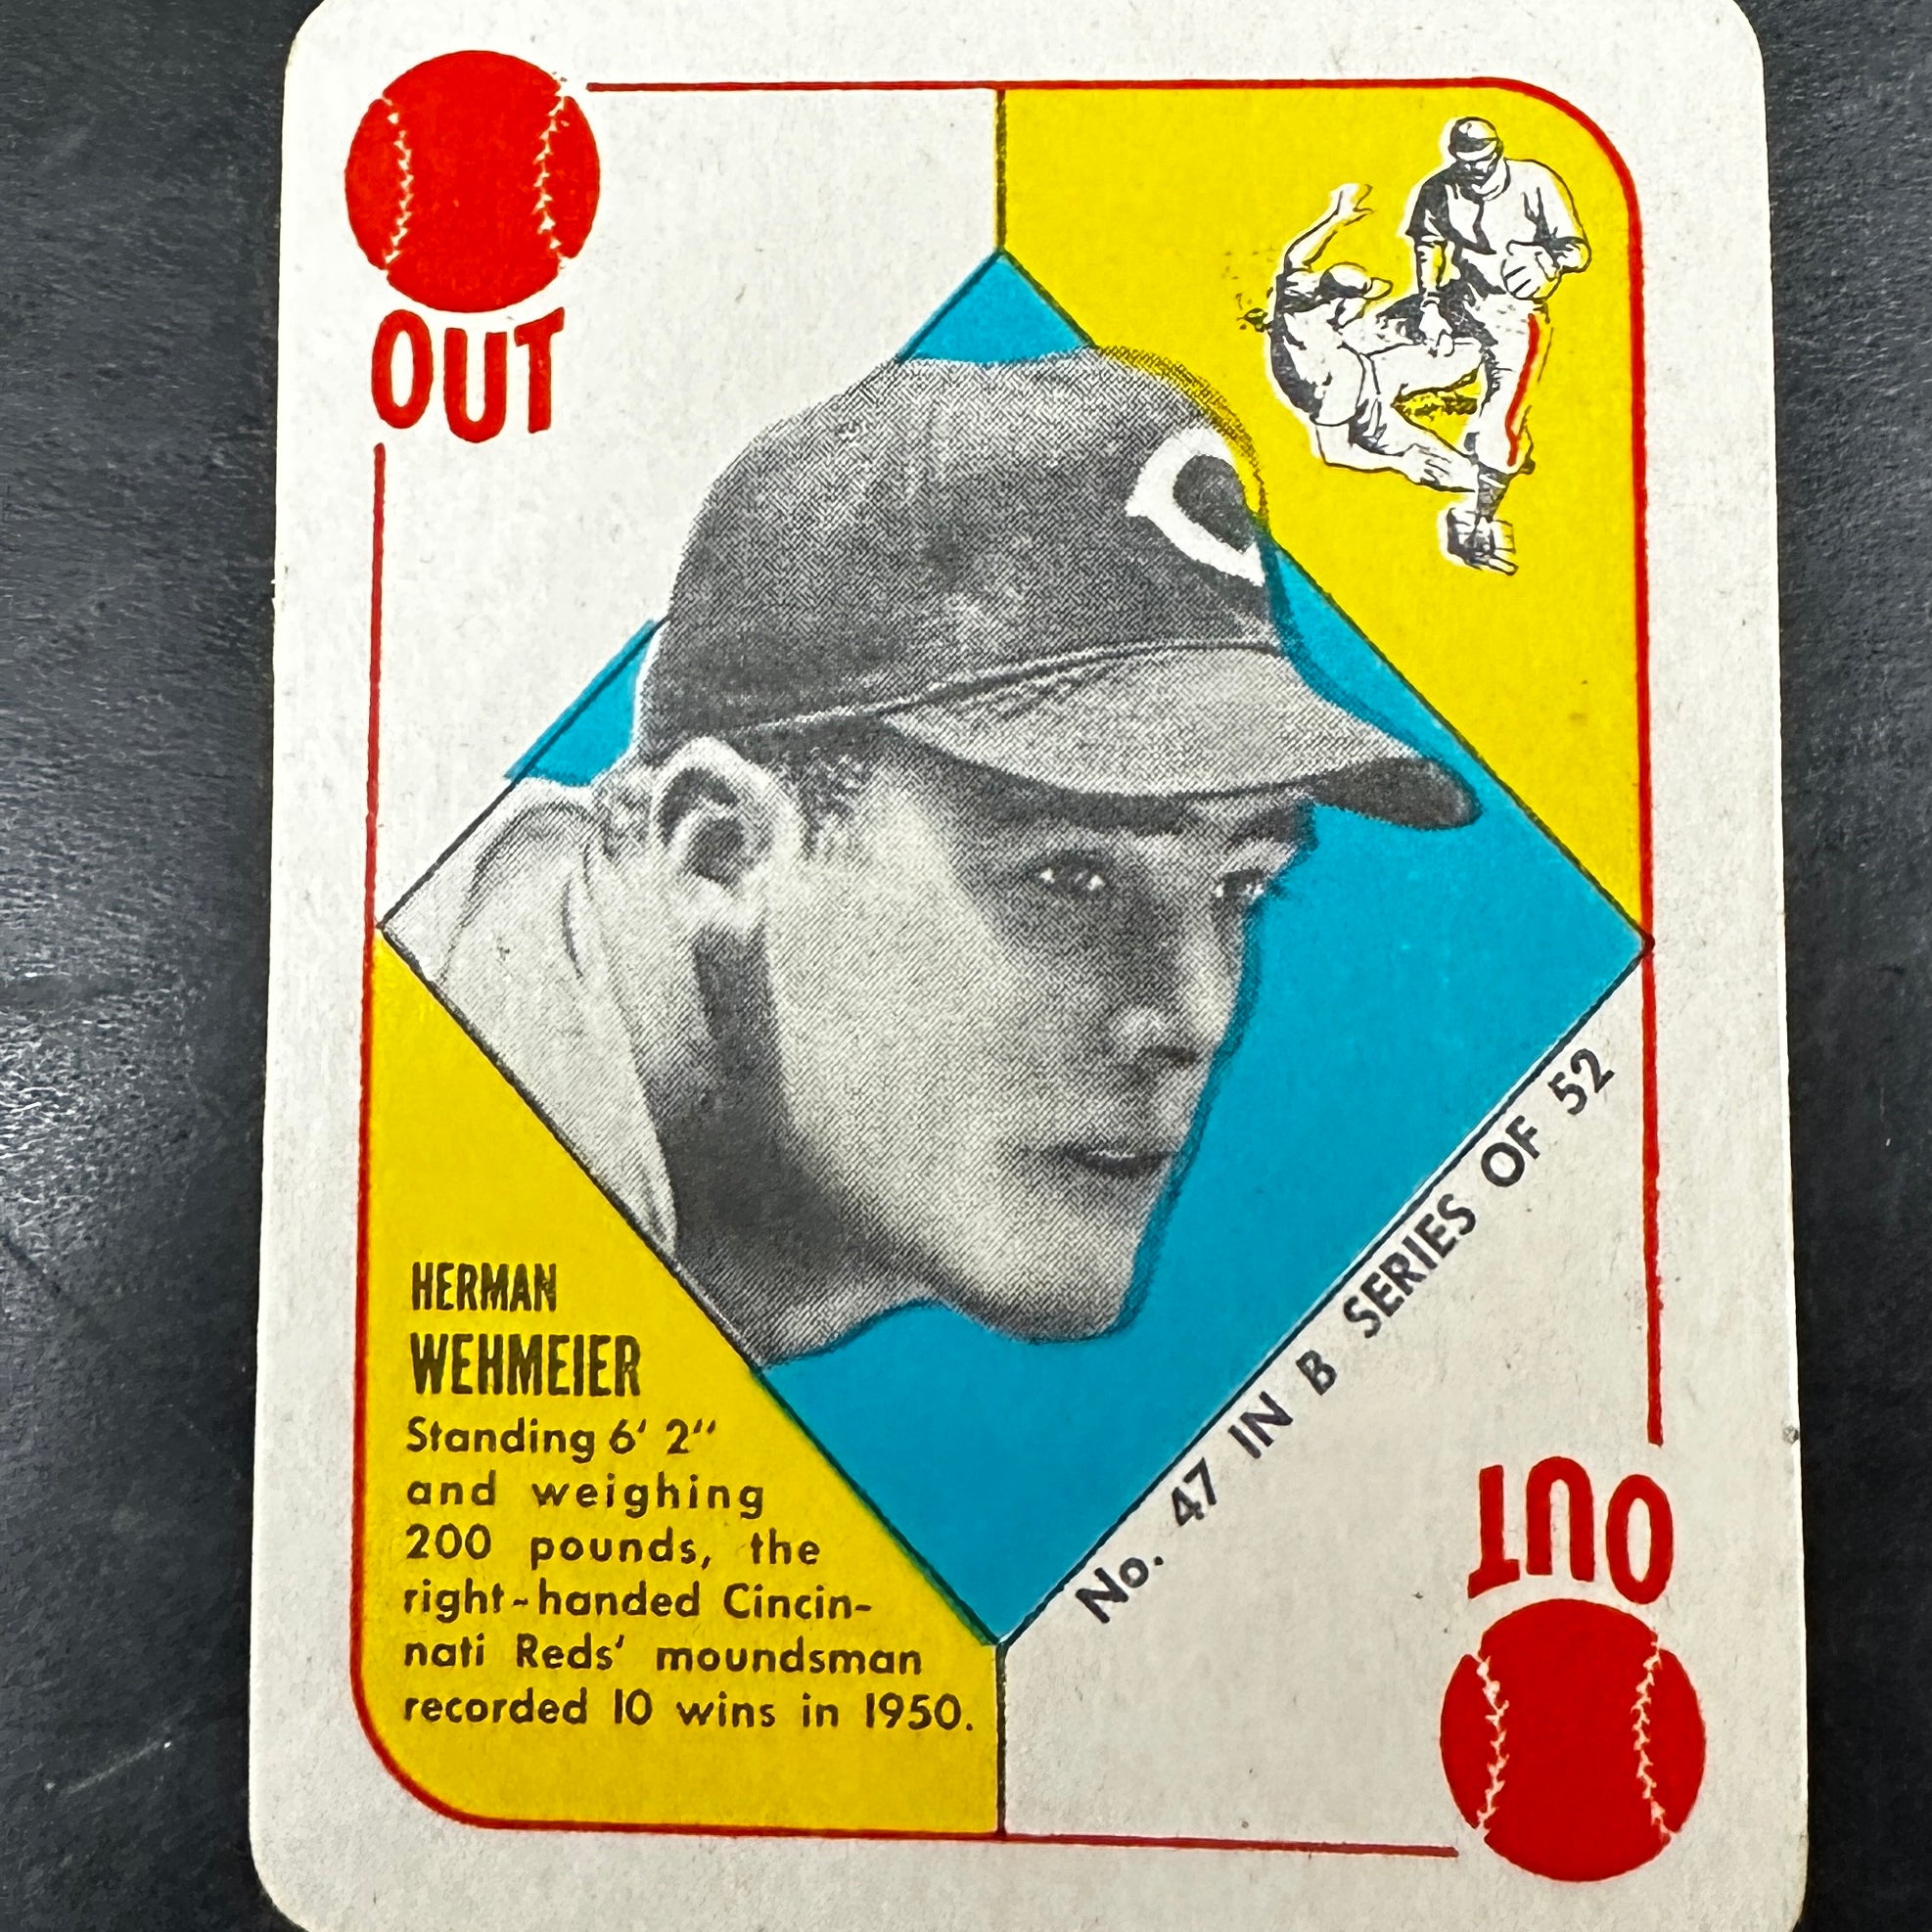 OUT
C
HERMAN
WEHMEIER
Standing 6' 2"
and weighing
200 pounds, the
right-handed Cincin-
nati Reds' moundsman
recorded 10 wins in 1950.
No. 47 IN B SERIES OF 52
OUT